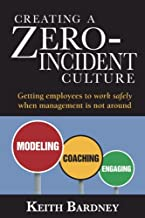 CREATING A
ZERO-
INCIDENT
CULTURE
Getting employees to work safely
when management is not around
MODELING
COACHING
ENGAGING
KEITH BARDNEY